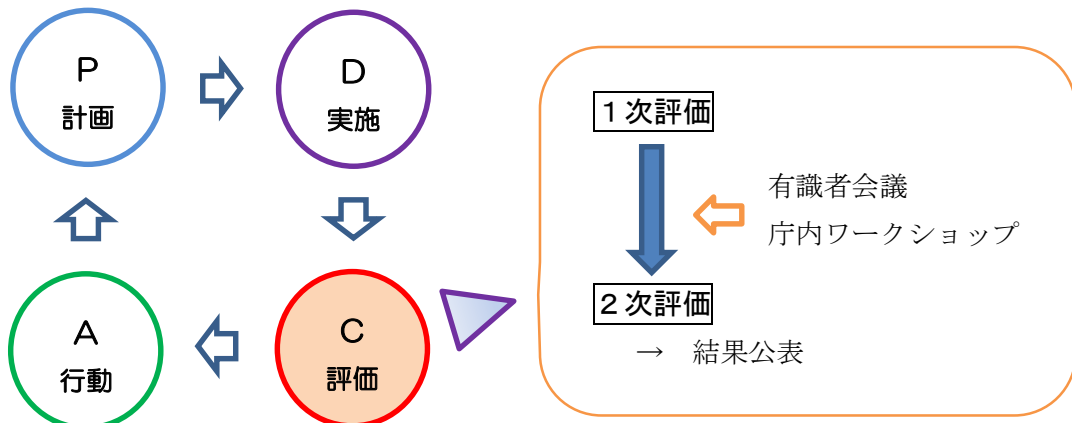 P
計画
D
実施
C
評価
A
行動
１次評価
有識者会議
庁内ワークショップ
２次評価
→ 結果公表